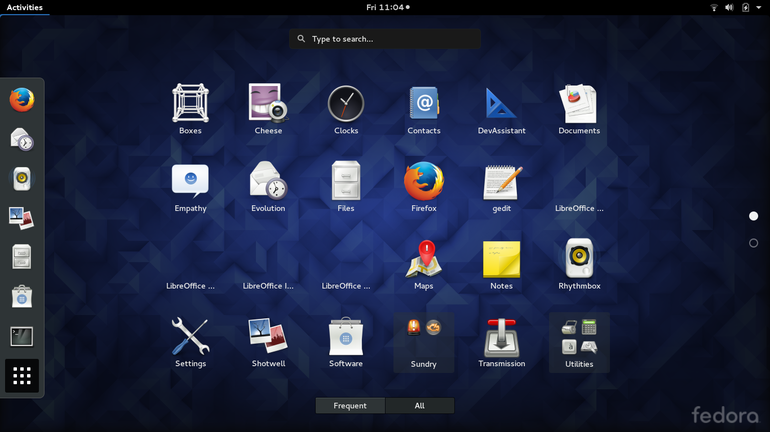 Activities
Fri 11:04
Type to search...
Boxes
Cheese
Clocks
Contacts
DevAssistant
Documents
Empathy
Evolution
Files
Firefox
gedit
LibreOffice ...
LibreOffice ...
LibreOffice I...
LibreOffice ...
Maps
Notes
Rhythmbox
Settings
Shotwell
Software
Sundry
Transmission
Utilities
Frequent
All
fedora